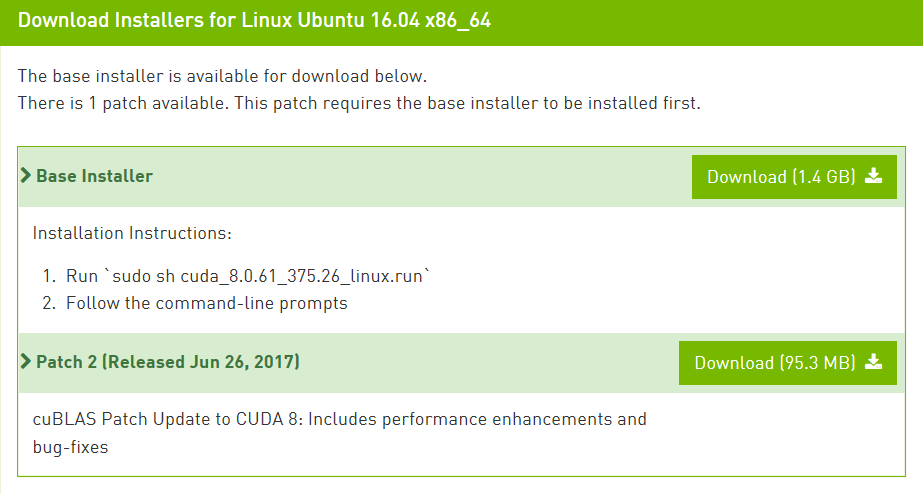 Download Installers for Linux Ubuntu 16.04 x86_64
The base installer is available for download below.
There is 1 patch available. This patch requires the base installer to be installed first.
Base Installer
Download (1.4 GB)
Installation Instructions:
1. Run `sudo sh cuda_8.0.61_375.26_linux.run`
2. Follow the command-line prompts
Patch 2 (Released Jun 26, 2017)
Download (95.3 MB)
cuBLAS Patch Update to CUDA 8: Includes performance enhancements and
bug-fixes